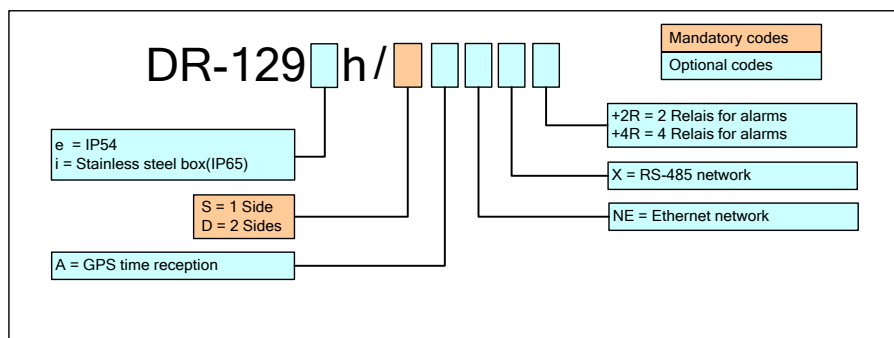 DR-129 h/
Mandatory codes
Optional codes
e = IP54
i = Stainless steel box(IP65)
S = 1 Side
D = 2 Sides
A = GPS time reception
+2R = 2 Relais for alarms
+4R = 4 Relais for alarms
X = RS-485 network
NE = Ethernet network